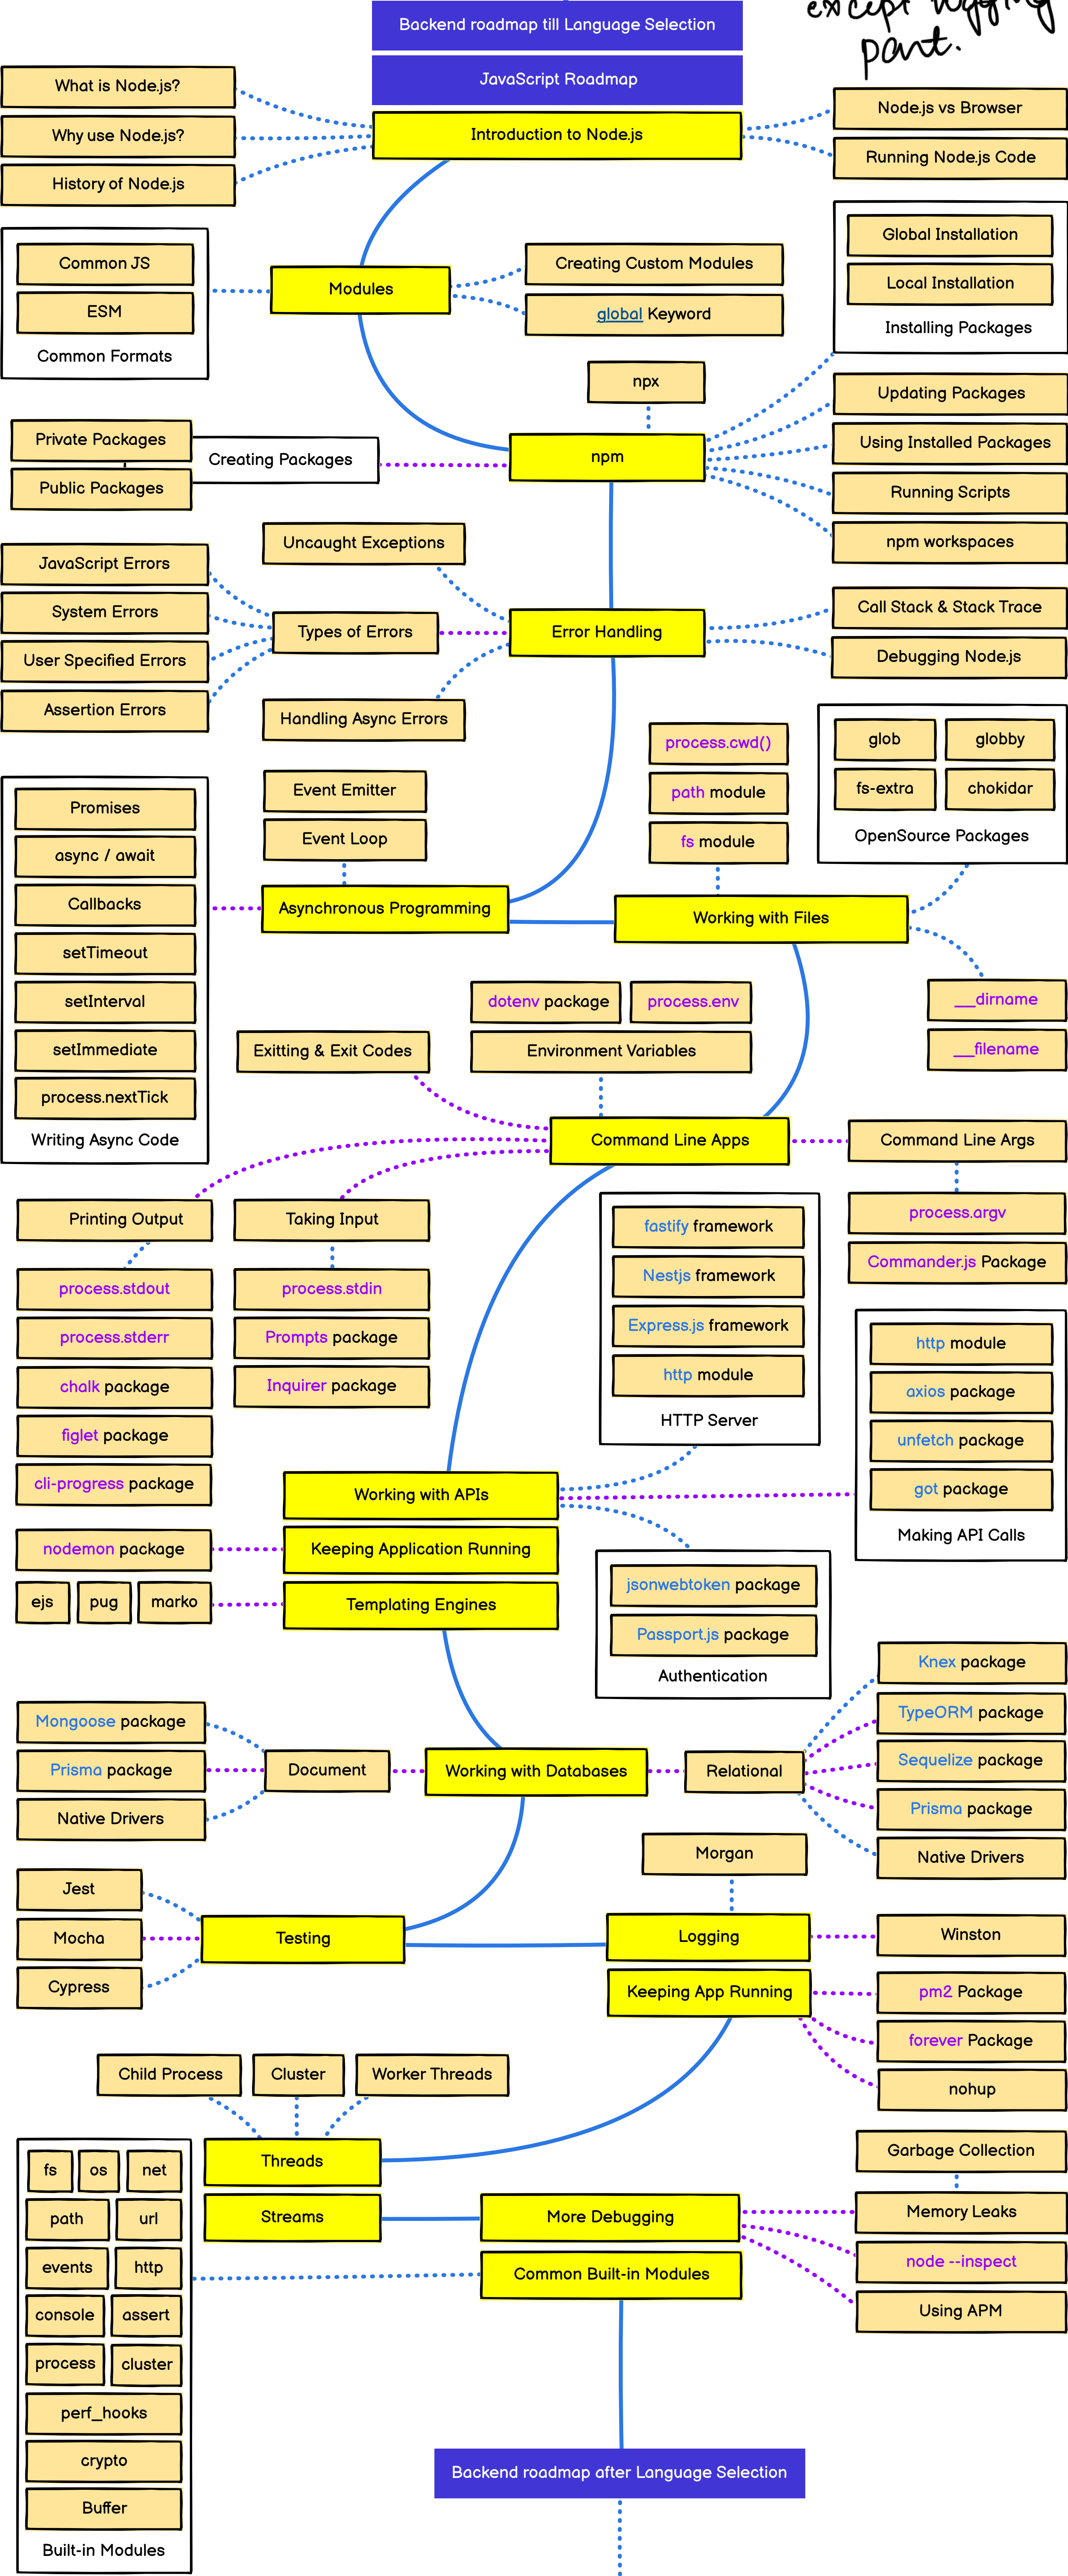 except logging
part.
Backend roadmap till Language Selection
JavaScript Roadmap
What is Node.js?
Why use Node.js?
History of Node.js
Introduction to Node.js
Node.js vs Browser
Running Node.js Code
Common JS
ESM
Common Formats
Modules
Creating Custom Modules
global Keyword
Global Installation
Local Installation
Installing Packages
npx
Private Packages
Public Packages
Creating Packages
npm
Updating Packages
Using Installed Packages
Running Scripts
npm workspaces
Uncaught Exceptions
JavaScript Errors
System Errors
User Specified Errors
Assertion Errors
Types of Errors
Error Handling
Handling Async Errors
Call Stack & Stack Trace
Debugging Node.js
process.cwd()
path module
fs module
glob
globby
fs-extra
chokidar
OpenSource Packages
Event Emitter
Event Loop
Promises
async / await
Callbacks
setTimeout
setInterval
setImmediate
process.nextTick
Writing Async Code
Asynchronous Programming
Working with Files
__dirname
__filename
dotenv package
process.env
Exitting & Exit Codes
Environment Variables
Command Line Apps
Command Line Args
process.argv
Commander.js Package
Printing Output
process.stdout
process.stderr
chalk package
figlet package
cli-progress package
Taking Input
process.stdin
Prompts package
Inquirer package
fastify framework
Nestjs framework
Express.js framework
http module
HTTP Server
http module
axios package
unfetch package
got package
Making API Calls
Working with APIs
nodemon package
Keeping Application Running
ejs
pug
marko
Templating Engines
jsonwebtoken package
Passport.js package
Authentication
Mongoose package
Prisma package
Native Drivers
Document
Working with Databases
Relational
Knex package
TypeORM package
Sequelize package
Prisma package
Native Drivers
Jest
Mocha
Cypress
Testing
Morgan
Logging
Winston
Keeping App Running
pm2 Package
forever Package
nohup
Child Process
Cluster
Worker Threads
Threads
Streams
More Debugging
Garbage Collection
Memory Leaks
node --inspect
Using APM
Common Built-in Modules
fs
os
net
path
url
events
http
console
assert
process
cluster
perf_hooks
crypto
Buffer
Built-in Modules
Backend roadmap after Language Selection